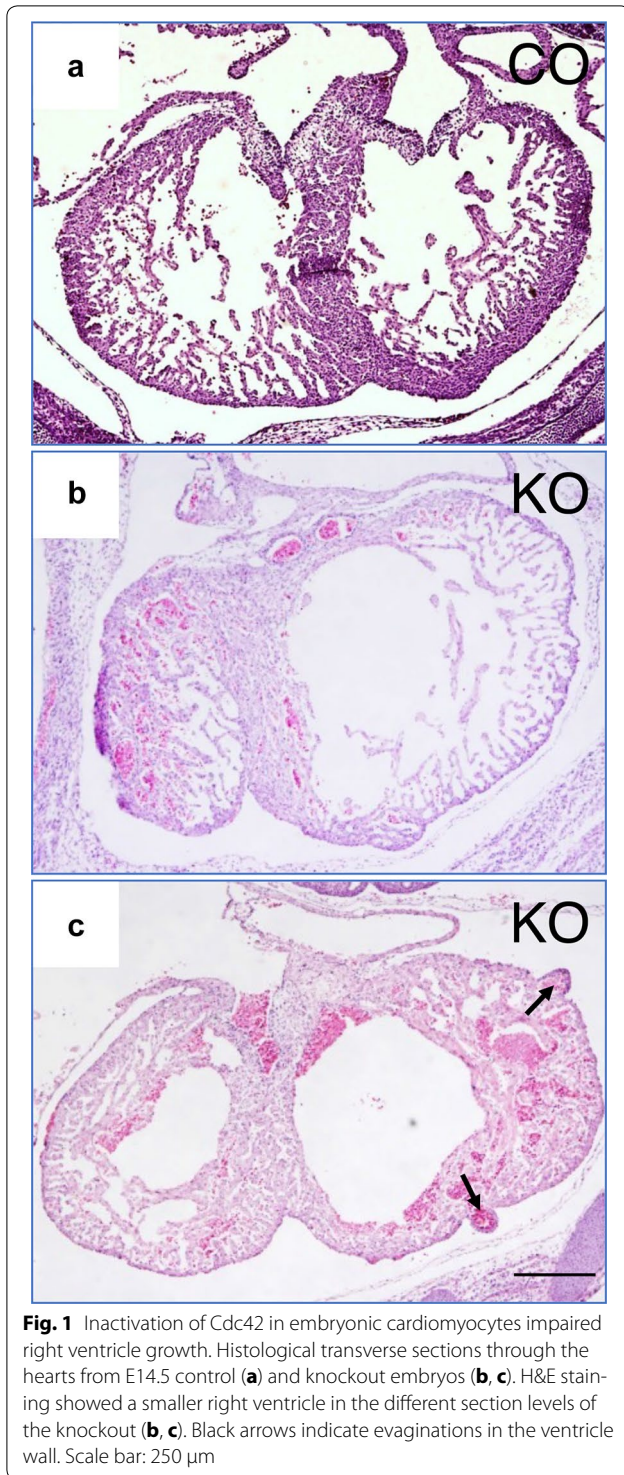 a
CO
b
KO
c
KO
Fig. 1 Inactivation of Cdc42 in embryonic cardiomyocytes impaired
right ventricle growth. Histological transverse sections through the
hearts from E14.5 control (a) and knockout embryos (b, c). H&E stain-
ing showed a smaller right ventricle in the different section levels of
the knockout (b, c). Black arrows indicate evaginations in the ventricle
wall. Scale bar: 250 µm